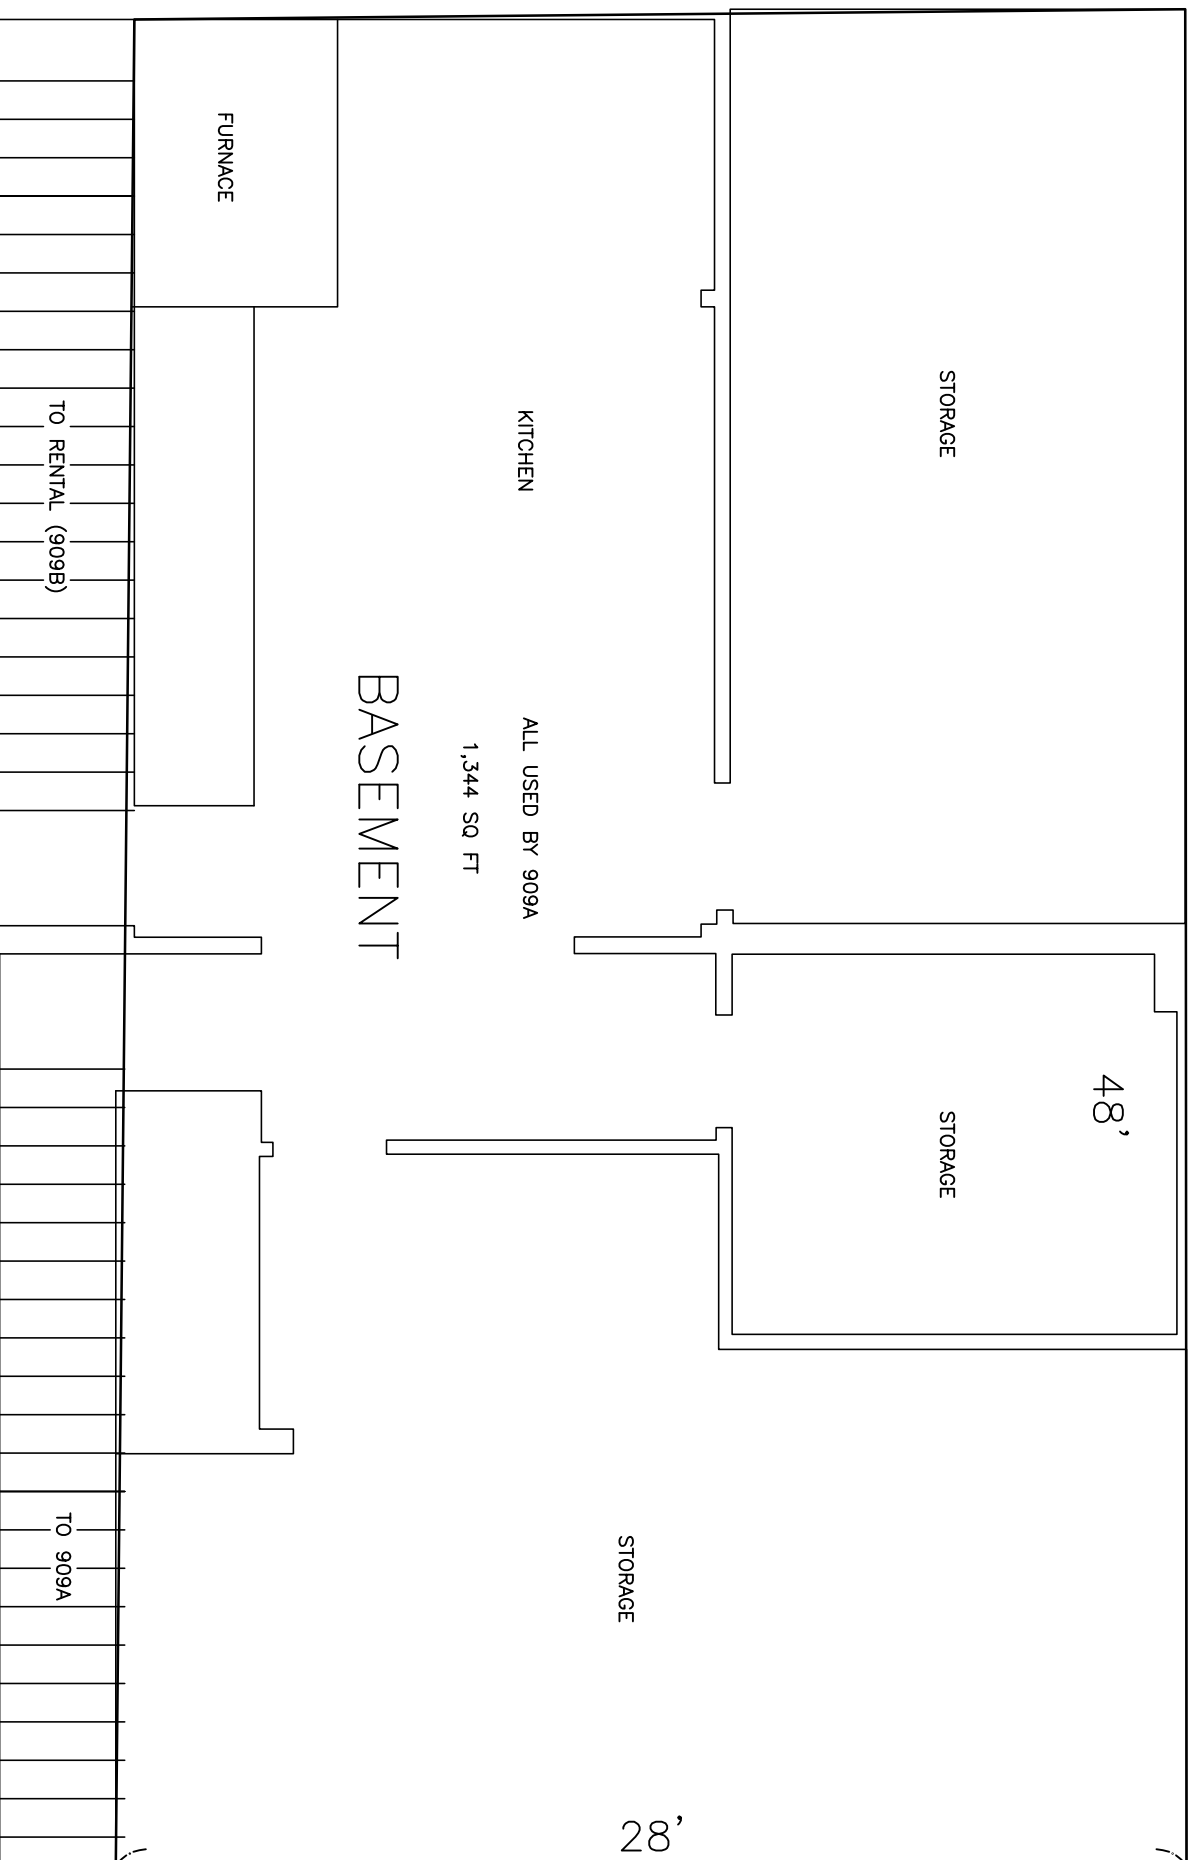 48'
STORAGE
STORAGE
28'
STORAGE
KITCHEN
ALL USED BY 909A
1,344 SQ FT
BASEMENT
FURNACE
TO RENTAL (909B)
TO 909A